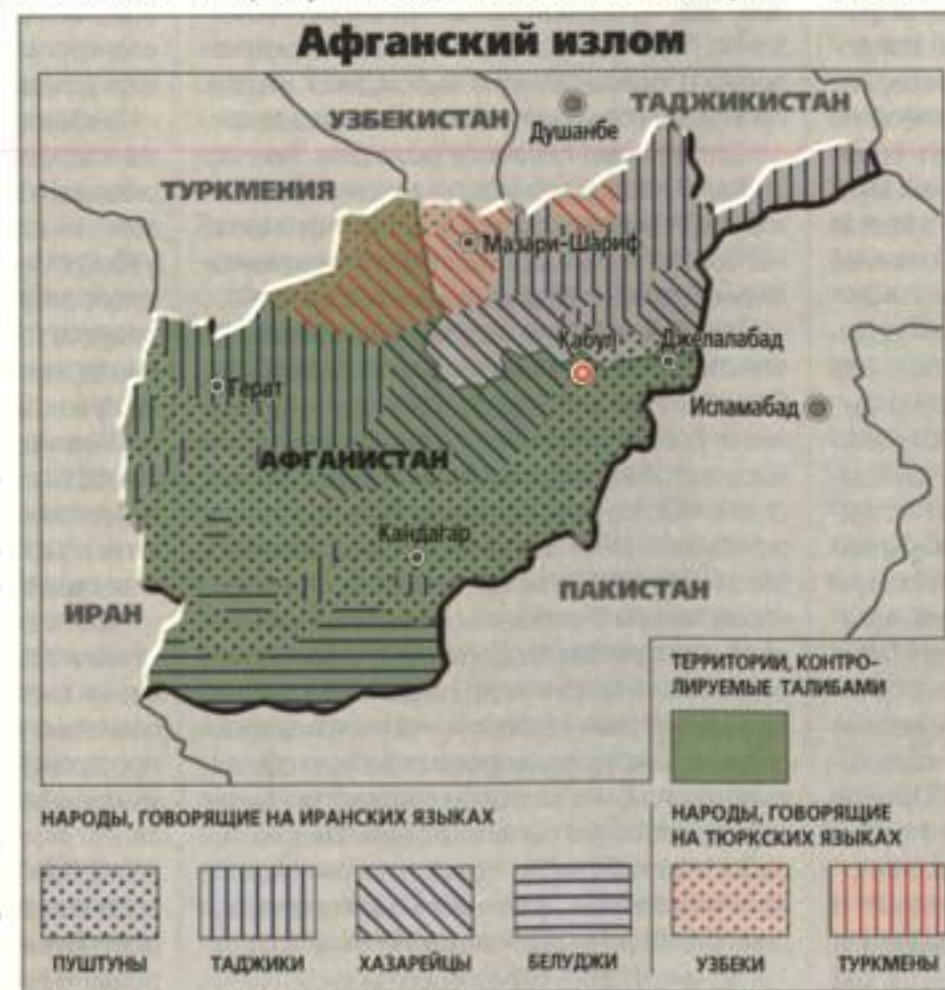 Афганский излом
УЗБЕКИСТАН
ТАДЖИКИСТАН
Душанбе
ТУРКМЕНИЯ
Мазари-Шариф
Кабул
Джелалабад
Герат
Исламабад
АФГАНИСТАН
Кандагар
ИРАН
ПАКИСТАН
ТЕРРИТОРИИ, КОНТРО-
ЛИРУЕМЫЕ ТАЛИБАМИ
НАРОДЫ, ГОВОРЯЩИЕ НА ИРАНСКИХ ЯЗЫКАХ
НАРОДЫ, ГОВОРЯЩИЕ
НА ТЮРКСКИХ ЯЗЫКАХ
ПУШТУНЫ
ТАДЖИКИ
ХАЗАРЕЙЦЫ
БЕЛУДЖИ
УЗБЕКИ
ТУРКМЕНЫ